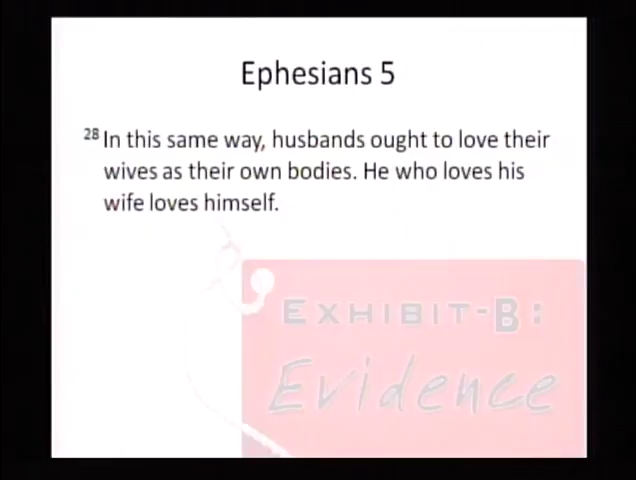 Ephesians 5
28 In this same way, husbands ought to love their
wives as their own bodies. He who loves his
wife loves himself.
EXHIBIT-B:
Evidence